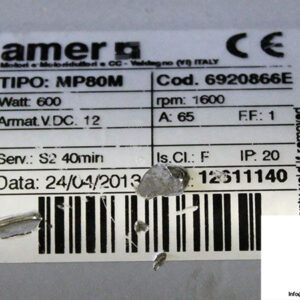 amer CE
Motori e Motoriduttori e CC - Valdagno (VI) ITALY
TIPO: MP80M Cod. 6920866E
Watt: 600 rpm: 1600
Armat.V.DC. 12 A: 65 F.F.: 1
Serv.: S2 40min Is.Cl.: F IP: 20
Data: 24/04/2013 12611140